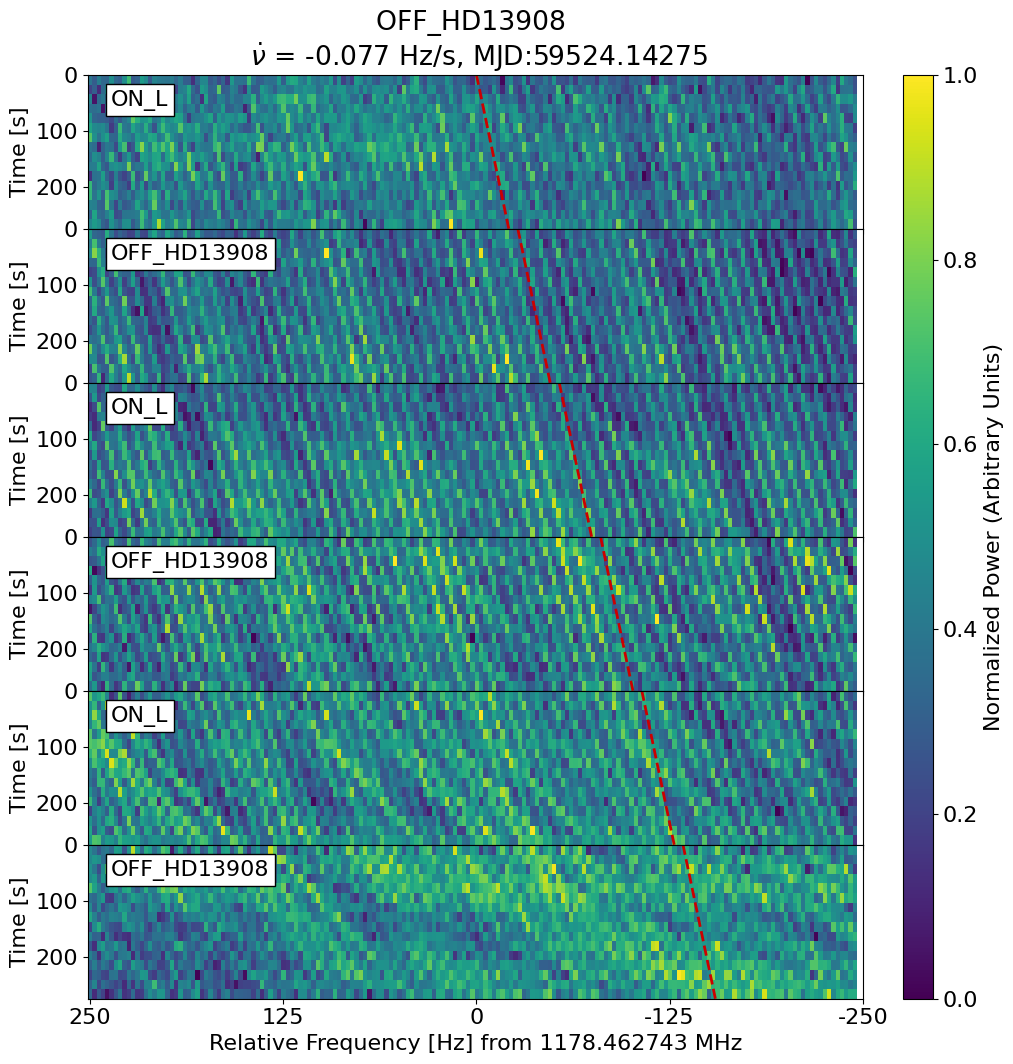 OFF_HD13908
ν̇ = -0.077 Hz/s, MJD:59524.14275
0
ON_L
100
200
Time [s]
0
OFF_HD13908
100
200
Time [s]
0
ON_L
100
200
Time [s]
0
OFF_HD13908
100
200
Time [s]
0
ON_L
100
200
Time [s]
0
OFF_HD13908
100
200
Time [s]
250 125 0 -125 -250
Relative Frequency [Hz] from 1178.462743 MHz
1.0
0.8
0.6
0.4
0.2
0.0
Normalized Power (Arbitrary Units)